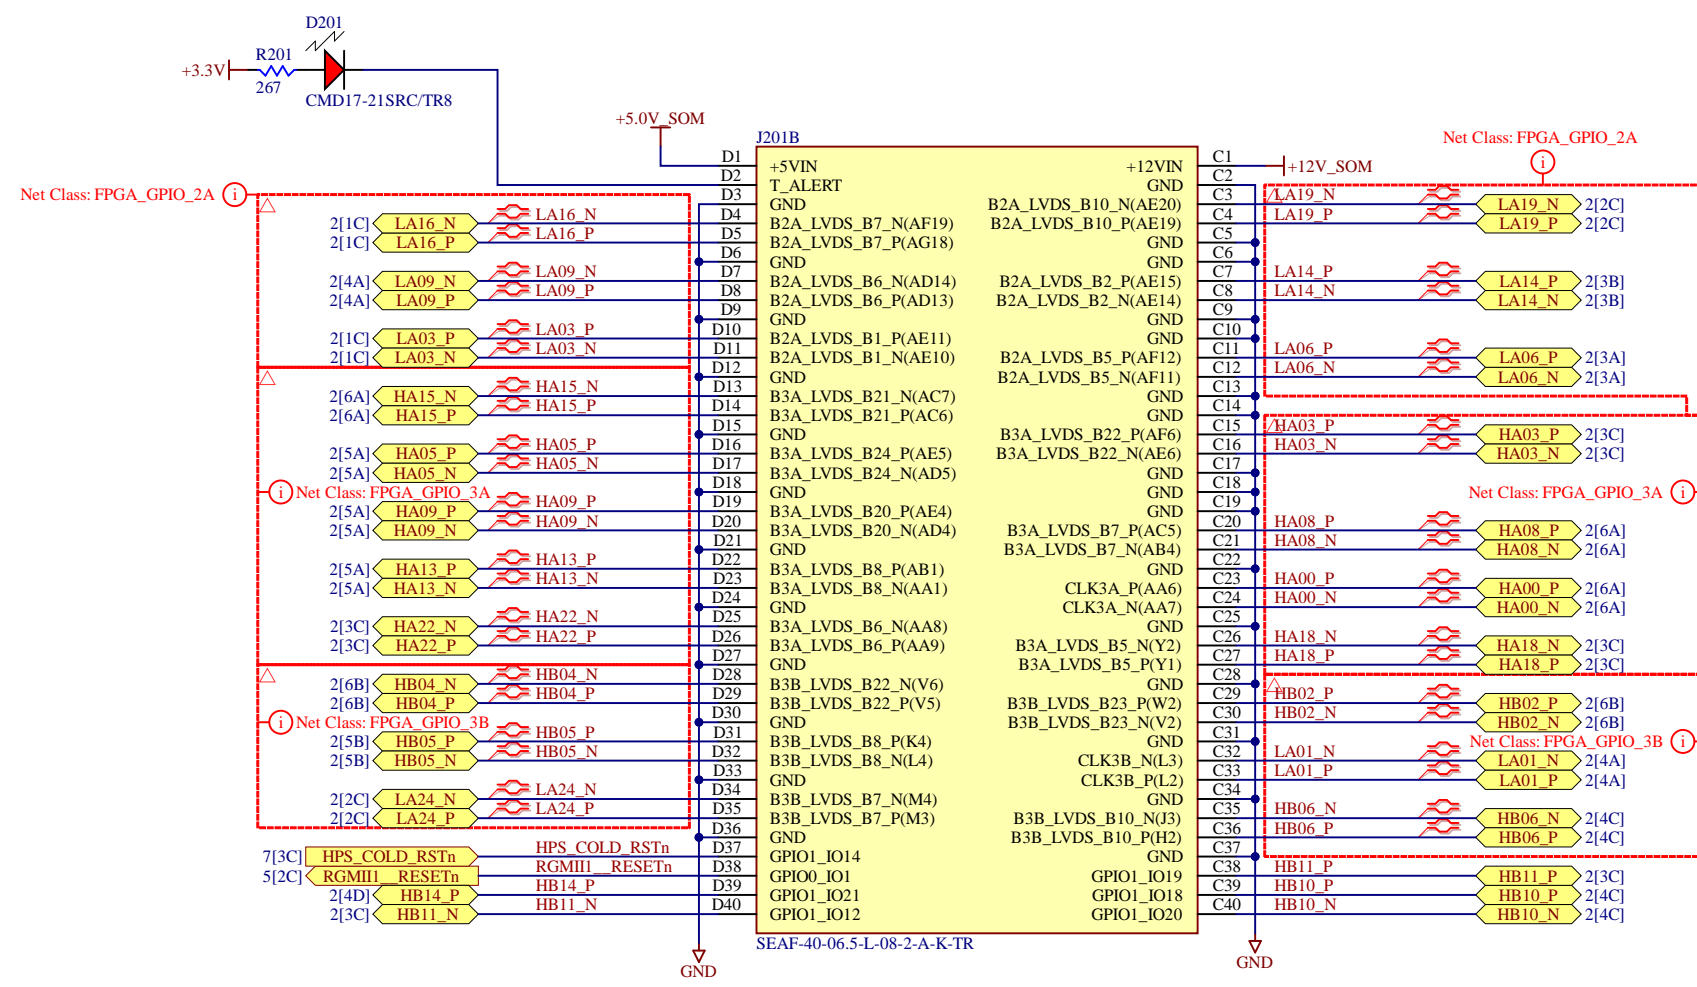 D201
R201
+3.3V
267
CMD17-21SRC/TR8
+5.0V_SOM
J201B
Net Class: FPGA_GPIO_2A
i
D1 +5VIN +12VIN C1 +12V_SOM
D2 T_ALERT GND C2
Net Class: FPGA_GPIO_2A i
D3 GND B2A_LVDS_B10_N(AE20) C3 LA19_N LA19_N 2[2C]
2[1C] LA16_N LA16_N D4 B2A_LVDS_B7_N(AF19) B2A_LVDS_B10_P(AE19) C4 LA19_P LA19_P 2[2C]
2[1C] LA16_P LA16_P D5 B2A_LVDS_B7_P(AG18) GND C5
D6 GND GND C6
2[4A] LA09_N LA09_N D7 B2A_LVDS_B6_N(AD14) B2A_LVDS_B2_P(AE15) C7 LA14_P LA14_P 2[3B]
2[4A] LA09_P LA09_P D8 B2A_LVDS_B6_P(AD13) B2A_LVDS_B2_N(AE14) C8 LA14_N LA14_N 2[3B]
D9 GND GND C9
2[1C] LA03_P LA03_P D10 B2A_LVDS_B1_P(AE11) GND C10
2[1C] LA03_N LA03_N D11 B2A_LVDS_B1_N(AE10) B2A_LVDS_B5_P(AF12) C11 LA06_P LA06_P 2[3A]
D12 GND B2A_LVDS_B5_N(AF11) C12 LA06_N LA06_N 2[3A]
2[6A] HA15_N HA15_N D13 B3A_LVDS_B21_N(AC7) GND C13
2[6A] HA15_P HA15_P D14 B3A_LVDS_B21_P(AC6) GND C14
D15 GND B3A_LVDS_B22_P(AF6) C15 HA03_P HA03_P 2[3C]
2[5A] HA05_P HA05_P D16 B3A_LVDS_B24_P(AE5) B3A_LVDS_B22_N(AE6) C16 HA03_N HA03_N 2[3C]
2[5A] HA05_N HA05_N D17 B3A_LVDS_B24_N(AD5) GND C17
i Net Class: FPGA_GPIO_3A D18 GND GND C18 Net Class: FPGA_GPIO_3A i
2[5A] HA09_P HA09_P D19 B3A_LVDS_B20_P(AE4) GND C19
2[5A] HA09_N HA09_N D20 B3A_LVDS_B20_N(AD4) B3A_LVDS_B7_P(AC5) C20 HA08_P HA08_P 2[6A]
D21 GND B3A_LVDS_B7_N(AB4) C21 HA08_N HA08_N 2[6A]
2[5A] HA13_P HA13_P D22 B3A_LVDS_B8_P(AB1) GND C22
2[5A] HA13_N HA13_N D23 B3A_LVDS_B8_N(AA1) CLK3A_P(AA6) C23 HA00_P HA00_P 2[6A]
D24 GND CLK3A_N(AA7) C24 HA00_N HA00_N 2[6A]
2[3C] HA22_N HA22_N D25 B3A_LVDS_B6_N(AA8) GND C25
2[3C] HA22_P HA22_P D26 B3A_LVDS_B6_P(AA9) B3A_LVDS_B5_N(Y2) C26 HA18_N HA18_N 2[3C]
D27 GND B3A_LVDS_B5_P(Y1) C27 HA18_P HA18_P 2[3C]
2[6B] HB04_N HB04_N D28 B3B_LVDS_B22_N(V6) GND C28
2[6B] HB04_P HB04_P D29 B3B_LVDS_B22_P(V5) B3B_LVDS_B23_P(W2) C29 HB02_P HB02_P 2[6B]
i Net Class: FPGA_GPIO_3B D30 GND B3B_LVDS_B23_N(V2) C30 HB02_N HB02_N 2[6B]
2[5B] HB05_P HB05_P D31 B3B_LVDS_B8_P(K4) GND C31 Net Class: FPGA_GPIO_3B i
2[5B] HB05_N HB05_N D32 B3B_LVDS_B8_N(L4) CLK3B_N(L3) C32 LA01_N LA01_N 2[4A]
D33 GND CLK3B_P(L2) C33 LA01_P LA01_P 2[4A]
2[2C] LA24_N LA24_N D34 B3B_LVDS_B7_N(M4) GND C34
2[2C] LA24_P LA24_P D35 B3B_LVDS_B7_P(M3) B3B_LVDS_B10_N(J3) C35 HB06_N HB06_N 2[4C]
D36 GND B3B_LVDS_B10_P(H2) C36 HB06_P HB06_P 2[4C]
7[3C] HPS_COLD_RSTn HPS_COLD_RSTn D37 GPIO1_IO14 GND C37
5[2C] RGMII1__RESETn RGMII1__RESETn D38 GPIO0_IO1 GPIO1_IO19 C38 HB11_P HB11_P 2[3C]
2[4D] HB14_P HB14_P D39 GPIO1_IO21 GPIO1_IO18 C39 HB10_P HB10_P 2[4C]
2[3C] HB11_N HB11_N D40 GPIO1_IO12 GPIO1_IO20 C40 HB10_N HB10_N 2[4C]
SEAF-40-06.5-L-08-2-A-K-TR
GND GND